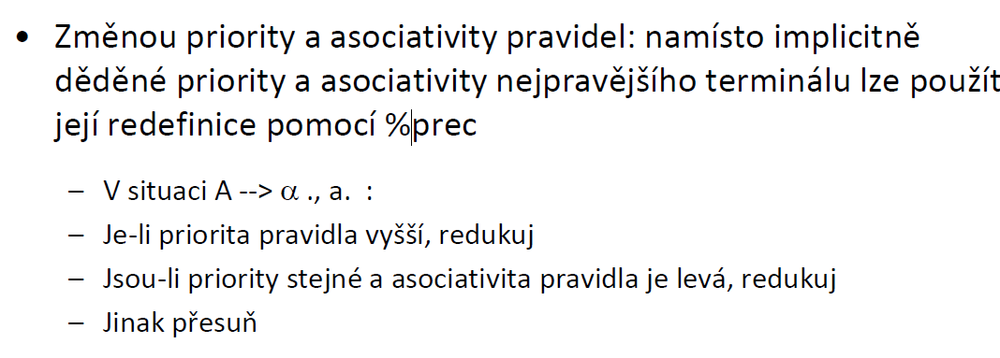 • Změnou priority a asociativity pravidel: namísto implicitně
děděné priority a asociativity nejpravějšího terminálu lze použít
její redefinice pomocí %prec
– V situaci A --> α ., a. :
– Je-li priorita pravidla vyšší, redukuj
– Jsou-li priority stejné a asociativita pravidla je levá, redukuj
– Jinak přesuň